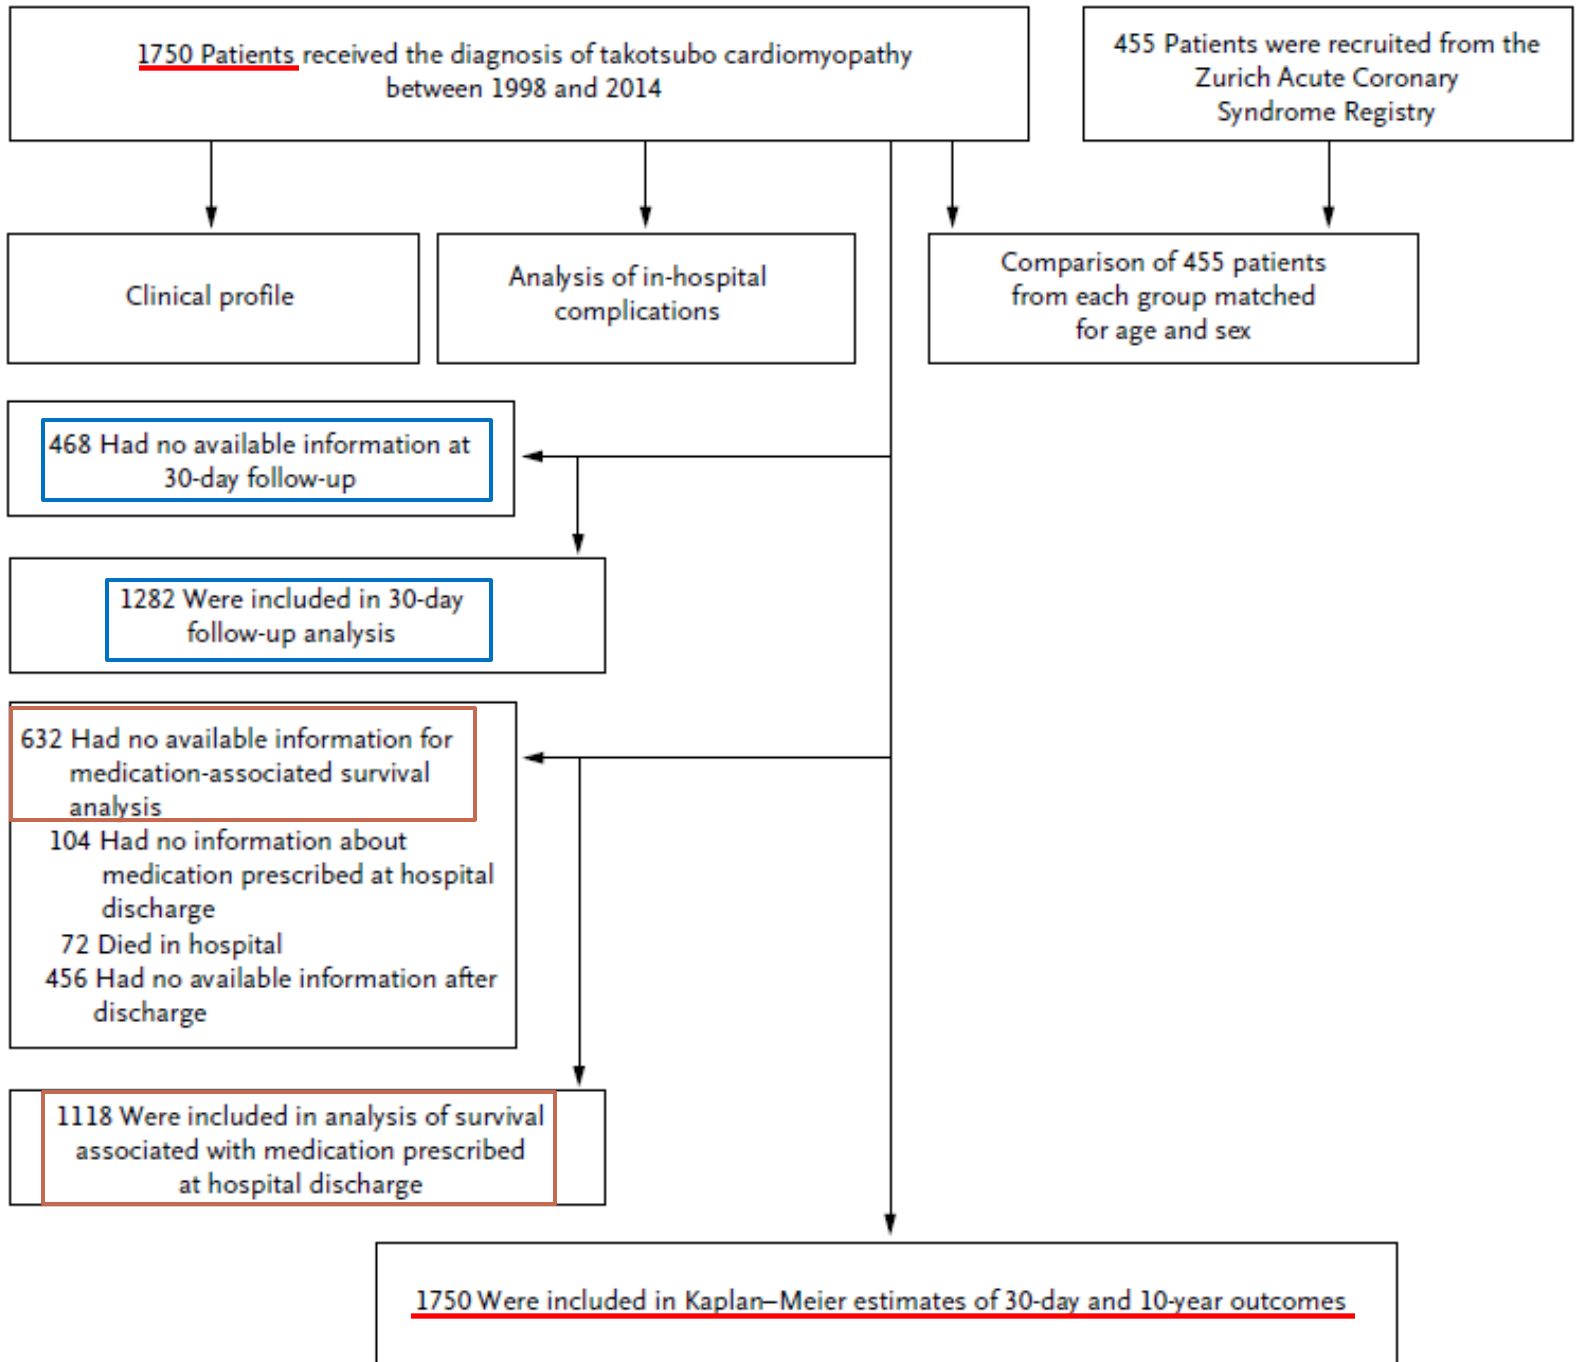 1750 Patients received the diagnosis of takotsubo cardiomyopathy
between 1998 and 2014
455 Patients were recruited from the
Zurich Acute Coronary
Syndrome Registry
Clinical profile
Analysis of in-hospital
complications
Comparison of 455 patients
from each group matched
for age and sex
468 Had no available information at
30-day follow-up
1282 Were included in 30-day
follow-up analysis
632 Had no available information for
medication-associated survival
analysis
104 Had no information about
medication prescribed at hospital
discharge
72 Died in hospital
456 Had no available information after
discharge
1118 Were included in analysis of survival
associated with medication prescribed
at hospital discharge
1750 Were included in Kaplan–Meier estimates of 30-day and 10-year outcomes